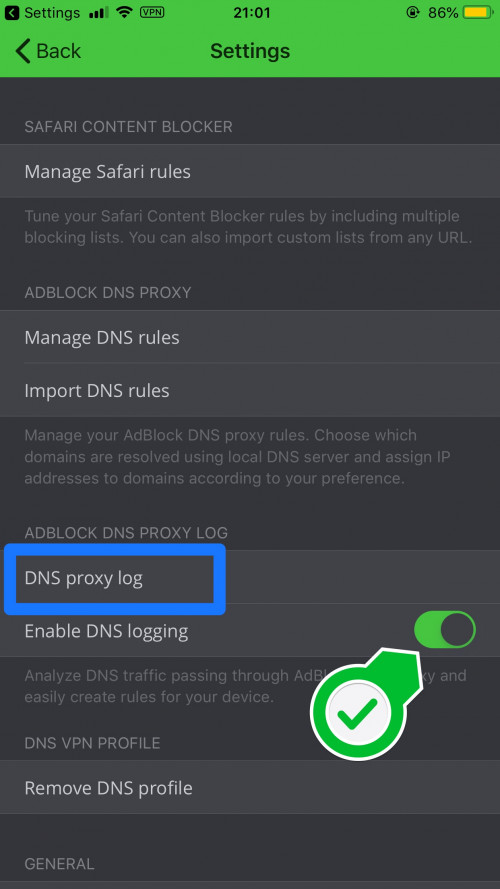 Settings VPN 21:01 86%
Back Settings
SAFARI CONTENT BLOCKER
Manage Safari rules
Tune your Safari Content Blocker rules by including multiple
blocking lists. You can also import custom lists from any URL.
ADBLOCK DNS PROXY
Manage DNS rules
Import DNS rules
Manage your AdBlock DNS proxy rules. Choose which
domains are resolved using local DNS server and assign IP
addresses to domains according to your preference.
ADBLOCK DNS PROXY LOG
DNS proxy log
Enable DNS logging
Analyze DNS traffic passing through and
easily create rules for your device.
DNS VPN PROFILE
Remove DNS profile
GENERAL